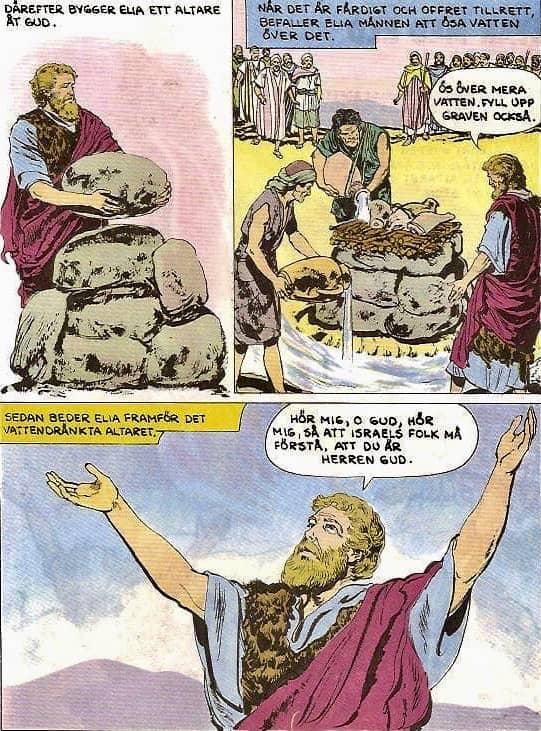 DÄREFTER BYGGER ELIA ETT ALTARE
ÅT GUD.
NÄR DET ÄR FÄRDIGT OCH OFFRET TILLRETT,
BEFALLER ELIA MÄNNEN ATT ÖSA VATTEN
ÖVER DET.
ÖS ÖVER MERA
VATTEN. FYLL UPP
GRAVEN OCKSÅ.
SEDAN BEDER ELIA FRAMFÖR DET
VATTENDRÄNKTA ALTARET.
HÖR MIG, O GUD, HÖR
MIG, SÅ ATT ISRAELS FOLK MÅ
FÖRSTÅ, ATT DU ÄR
HERREN GUD.